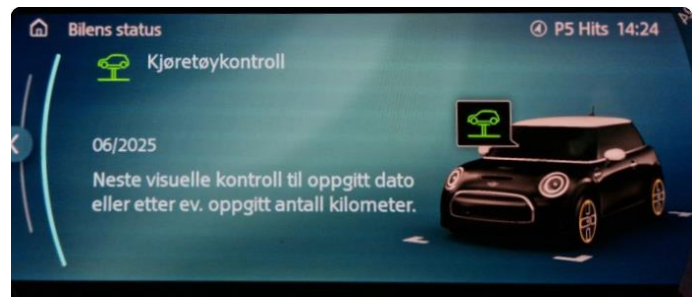 Bilens status
P5 Hits 14:24
Kjøretøykontroll
06/2025
Neste visuelle kontroll til oppgitt dato
eller etter ev. oppgitt antall kilometer.